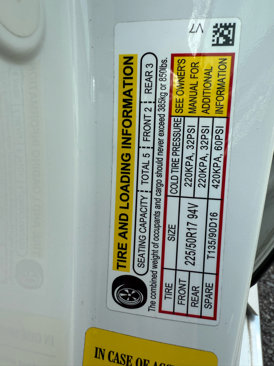 V7
TIRE AND LOADING INFORMATION
SEATING CAPACITY TOTAL 5 FRONT 2 REAR 3
The combined weight of occupants and cargo should never exceed 385kg or 850lbs.
TIRE SIZE COLD TIRE PRESSURE
FRONT 225/50R17 94V 220KPA, 32PSI
REAR 220KPA, 32PSI
SPARE T135/90D16 420KPA, 60PSI
SEE OWNER'S
MANUAL FOR
ADDITIONAL
INFORMATION
IN CASE OF